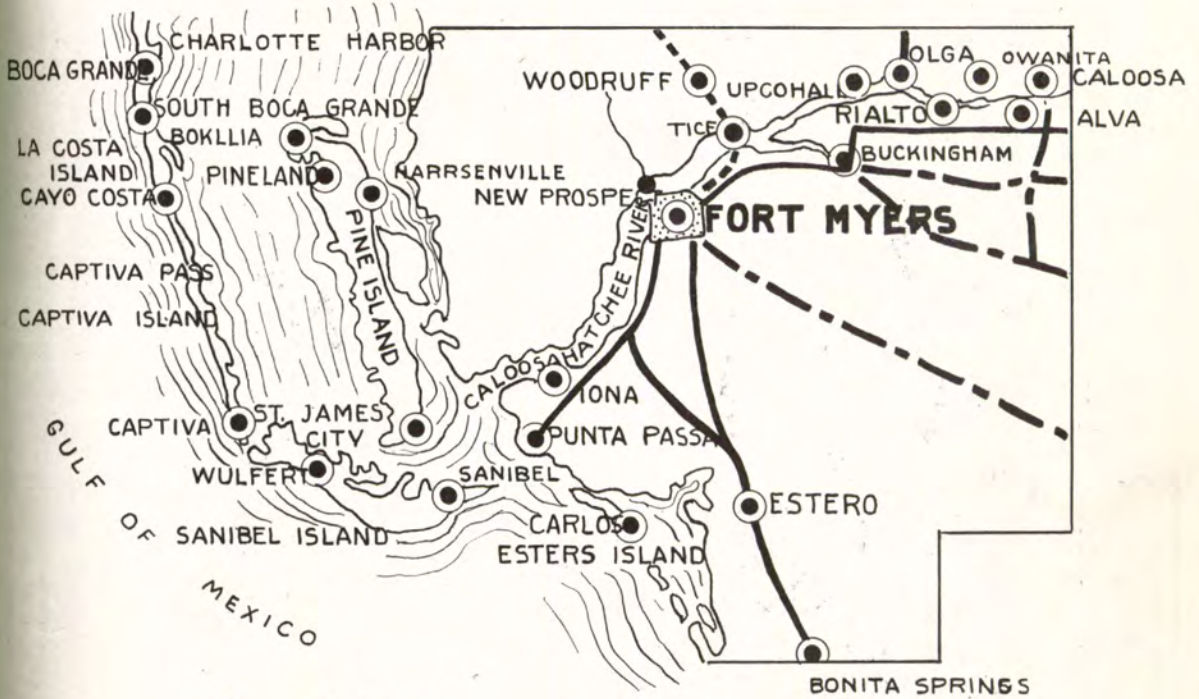 CHARLOTTE HARBOR
BOCA GRANDE
SOUTH BOCA GRANDE
BOKLLIA
LA COSTA
ISLAND
CAYO COSTA
PINELAND
HARRSENVILLE
NEW PROSPE
PINE ISLAND
CAPTIVA PASS
CAPTIVA ISLAND
WOODRUFF
UPCOHALL
OLGA
OWANITA
CALOOSA
TICE
RIALTO
ALVA
BUCKINGHAM
FORT MYERS
CALOOSAHATCHEE RIVER
IONA
PUNTA PASSA
CAPTIVA
ST. JAMES
CITY
WULFERT
SANIBEL
SANIBEL ISLAND
CARLOS
ESTERS ISLAND
ESTERO
GULF OF MEXICO
BONITA SPRINGS